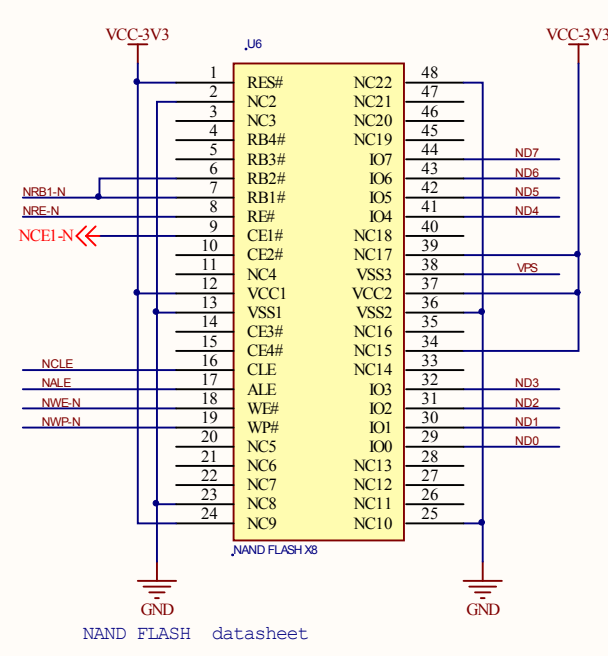 VCC-3V3 VCC-3V3
U6
1 RES# NC22 48
2 NC2 NC21 47
3 NC3 NC20 46
4 RB4# NC19 45
5 RB3# IO7 44 ND7
6 RB2# IO6 43 ND6
NRB1-N 7 RB1# IO5 42 ND5
NRE-N 8 RE# IO4 41 ND4
NCE1-N 9 CE1# NC18 40
10 CE2# NC17 39
11 NC4 VSS3 38 VPS
12 VCC1 VCC2 37
13 VSS1 VSS2 36
14 CE3# NC16 35
15 CE4# NC15 34
NCLE 16 CLE NC14 33
NALE 17 ALE IO3 32 ND3
NWE-N 18 WE# IO2 31 ND2
NWP-N 19 WP# IO1 30 ND1
20 NC5 IO0 29 ND0
21 NC6 NC13 28
22 NC7 NC12 27
23 NC8 NC11 26
24 NC9 NC10 25
NAND FLASH X8
GND GND
NAND FLASH datasheet